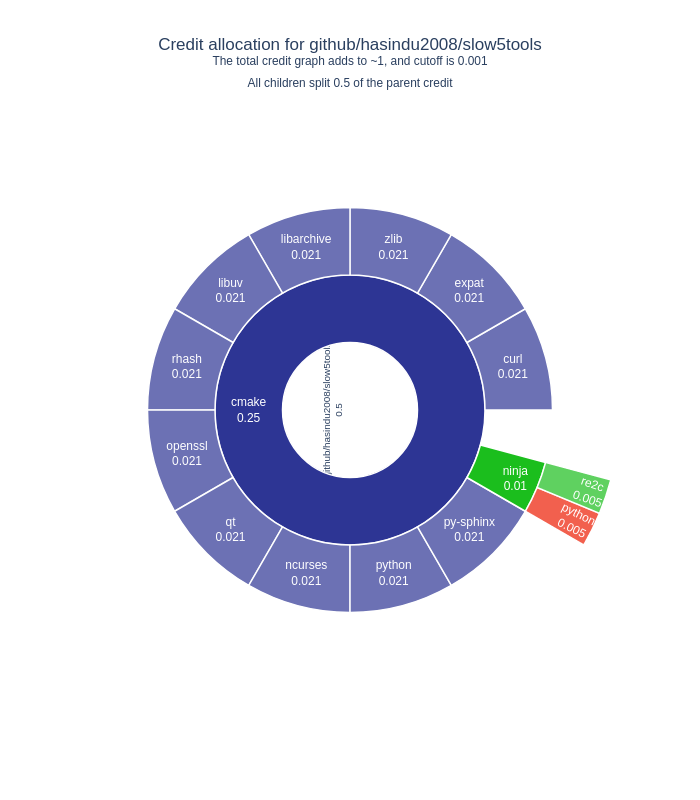 Credit allocation for github/hasindu2008/slow5tools
The total credit graph adds to ~1, and cutoff is 0.001
All children split 0.5 of the parent credit
libarchive
0.021
zlib
0.021
libuv
0.021
expat
0.021
rhash
0.021
curl
0.021
cmake
0.25
github/hasindu2008/slow5tools
0.5
openssl
0.021
ninja
0.01
re2c
0.005
python
0.005
qt
0.021
py-sphinx
0.021
ncurses
0.021
python
0.021